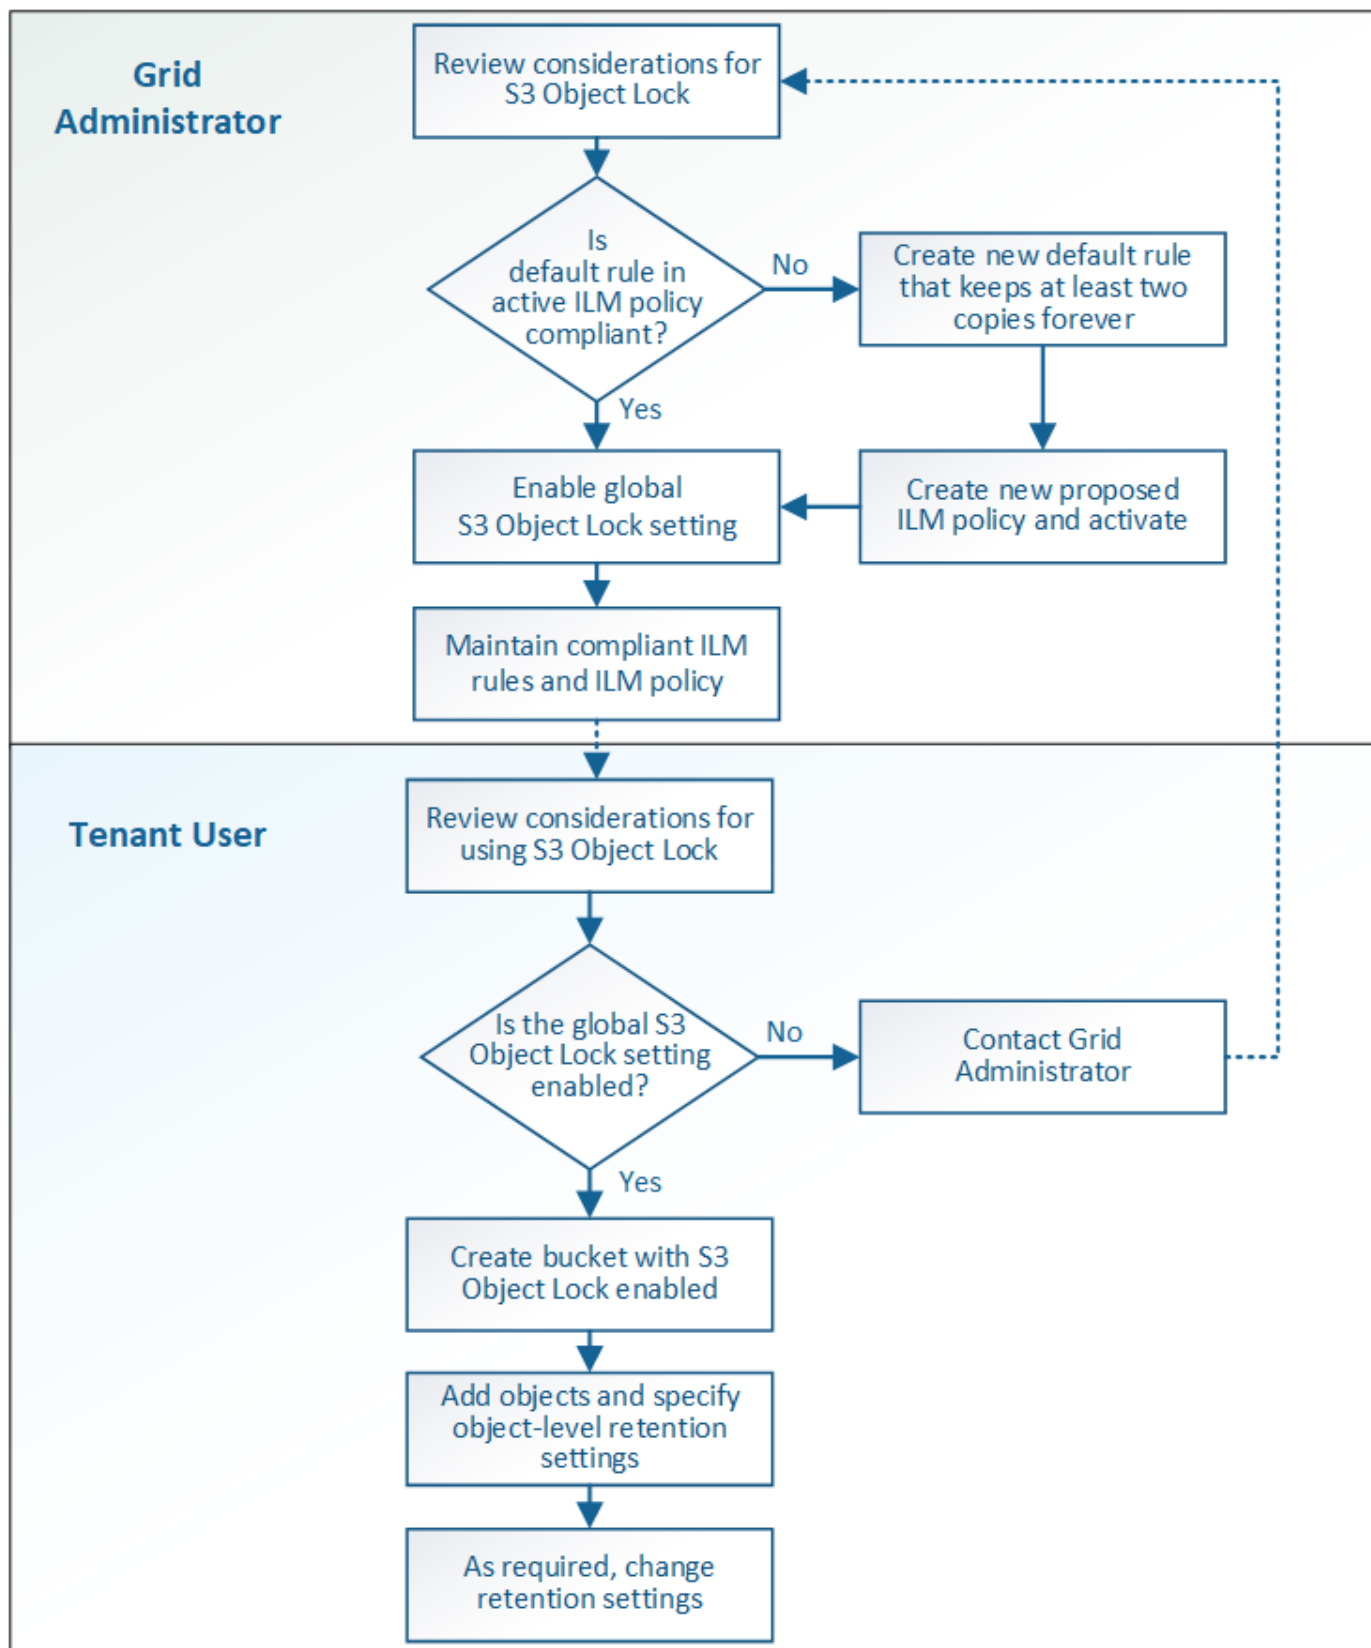 Grid
Administrator
Review considerations for
S3 Object Lock
Is
default rule in
active ILM policy
compliant?
No
Create new default rule
that keeps at least two
copies forever
Yes
Enable global
S3 Object Lock setting
Create new proposed
ILM policy and activate
Maintain compliant ILM
rules and ILM policy
Tenant User
Review considerations for
using S3 Object Lock
Is the global S3
Object Lock setting
enabled?
No
Contact Grid
Administrator
Yes
Create bucket with S3
Object Lock enabled
Add objects and specify
object-level retention
settings
As required, change
retention settings